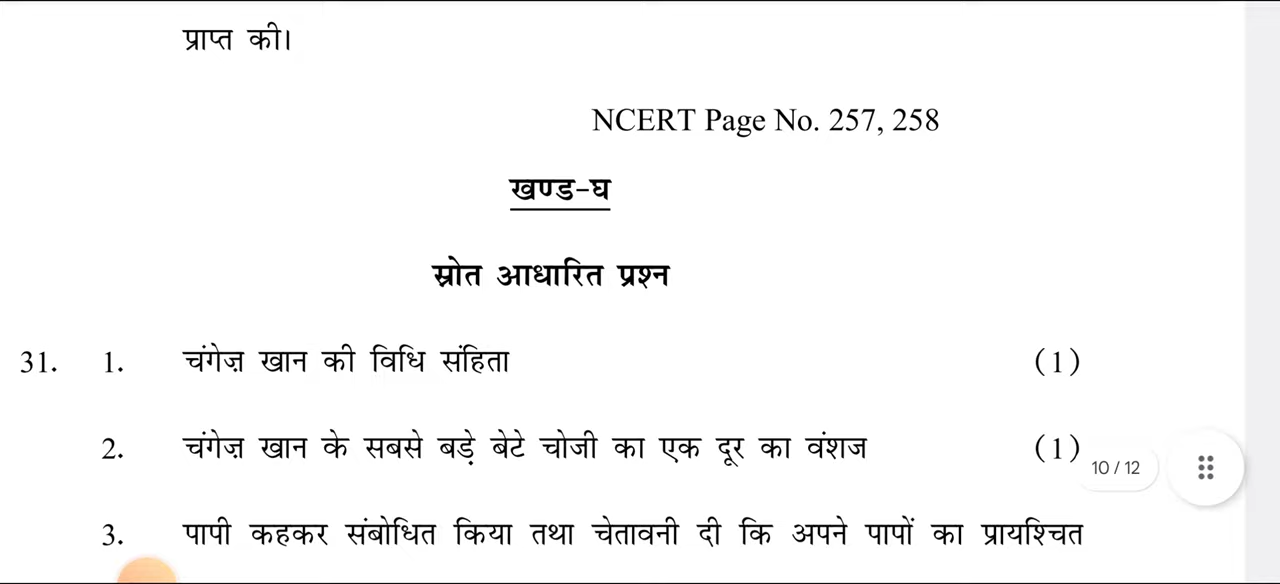 प्राप्त की।
NCERT Page No. 257, 258
खण्ड-घ
स्रोत आधारित प्रश्न
31. 1. चंगेज़ खान की विधि संहिता (1)
2. चंगेज़ खान के सबसे बड़े बेटे चोजी का एक दूर का वंशज (1)
10 / 12
3. पापी कहकर संबोधित किया तथा चेतावनी दी कि अपने पापों का प्रायश्चित